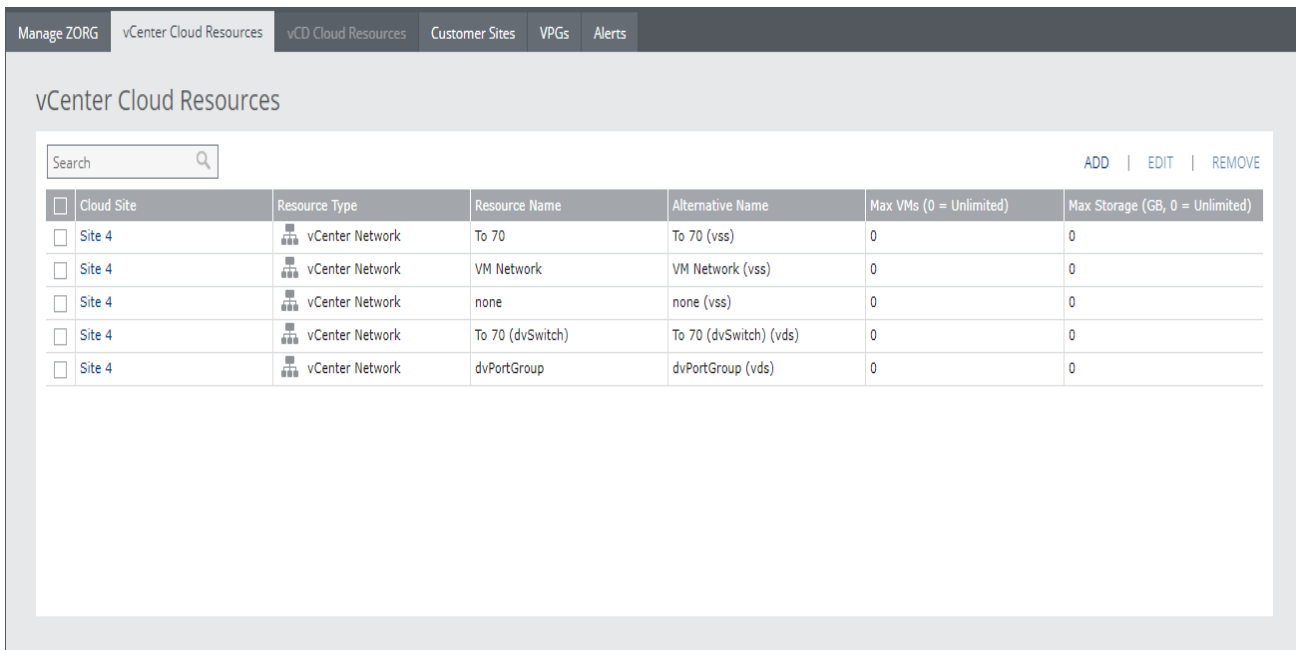 Manage ZORG vCenter Cloud Resources vCD Cloud Resources Customer Sites VPGs Alerts
vCenter Cloud Resources
Search ADD | EDIT | REMOVE
Cloud Site Resource Type Resource Name Alternative Name Max VMs (0 = Unlimited) Max Storage (GB, 0 = Unlimited)
Site 4 vCenter Network To 70 To 70 (vss) 0 0
Site 4 vCenter Network VM Network VM Network (vss) 0 0
Site 4 vCenter Network none none (vss) 0 0
Site 4 vCenter Network To 70 (dvSwitch) To 70 (dvSwitch) (vds) 0 0
Site 4 vCenter Network dvPortGroup dvPortGroup (vds) 0 0